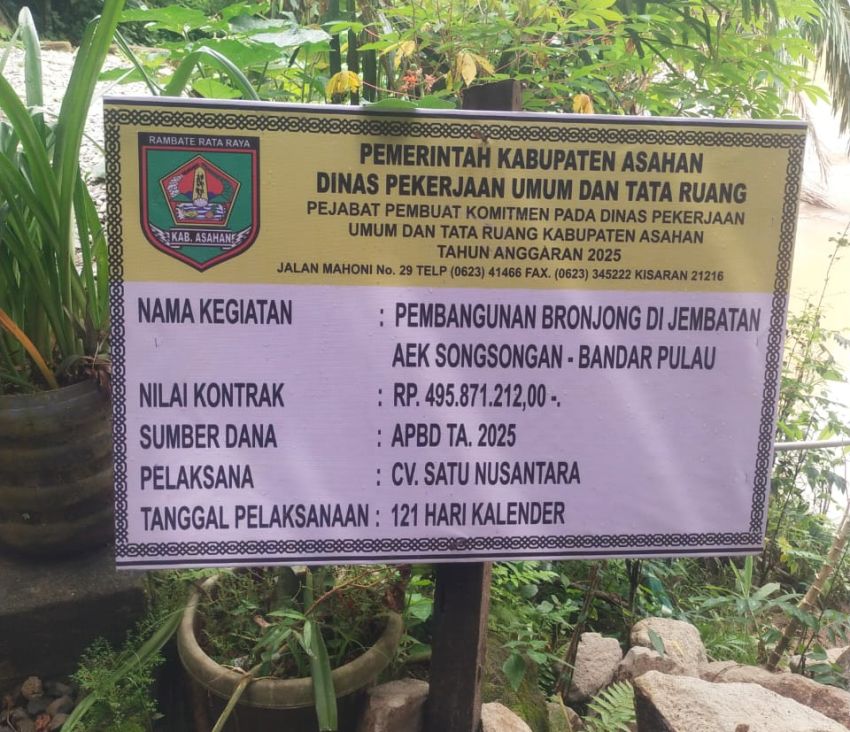 RAMBATE RATA RAYA
KAB. ASAHAN
PEMERINTAH KABUPATEN ASAHAN
DINAS PEKERJAAN UMUM DAN TATA RUANG
PEJABAT PEMBUAT KOMITMEN PADA DINAS PEKERJAAN
UMUM DAN TATA RUANG KABUPATEN ASAHAN
TAHUN ANGGARAN 2025
JALAN MAHONI No. 29 TELP (0623) 41466 FAX. (0623) 345222 KISARAN 21216
NAMA KEGIATAN : PEMBANGUNAN BRONJONG DI JEMBATAN
AEK SONGSONGAN - BANDAR PULAU
NILAI KONTRAK : RP. 495.871.212,00 -.
SUMBER DANA : APBD TA. 2025
PELAKSANA : CV. SATU NUSANTARA
TANGGAL PELAKSANAAN : 121 HARI KALENDER